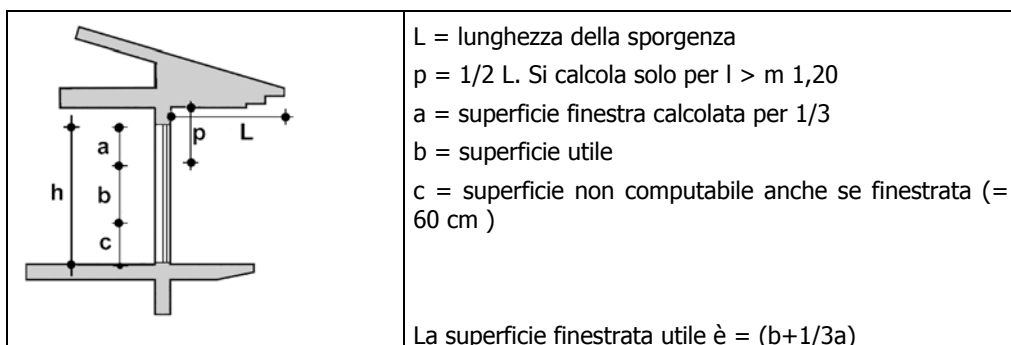 L = lunghezza della sporgenza
p = 1/2 L. Si calcola solo per l > m 1,20
a = superficie finestra calcolata per 1/3
b = superficie utile
c = superficie non computabile anche se finestrata (=
60 cm )
La superficie finestrata utile è = (b+1/3a)
p
L
a
h
b
c